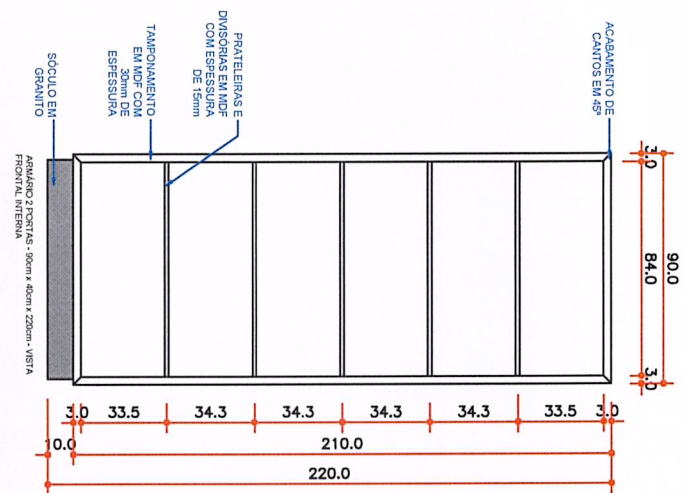 ACABAMENTO DE
CANTOS EM 45º
PRATELEIRAS E
DIVISÓRIAS EM MDF
COM ESPESSURA
DE 15mm
TAMPONAMENTO
EM MDF COM
30mm DE
ESPESSURA
SÓCULO EM
GRANITO
90.0
3.0
84.0
3.0
3.0
33.5
34.3
34.3
34.3
34.3
33.5
3.0
10.0
210.0
220.0
ARMÁRIO 2 PORTAS - 90cm x 40cm x 220cm - VISTA
FRONTAL INTERNA